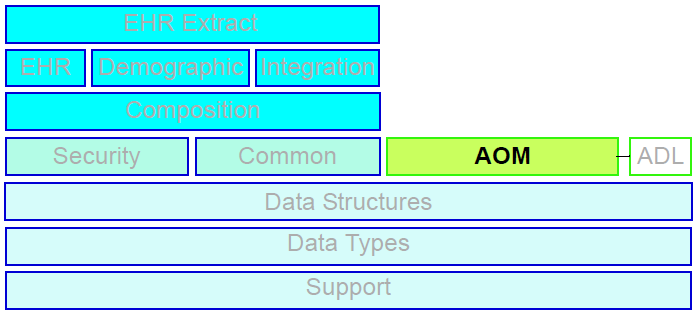 EHR Extract
EHR Demographic Integration
Composition
Security Common AOM ADL
Data Structures
Data Types
Support